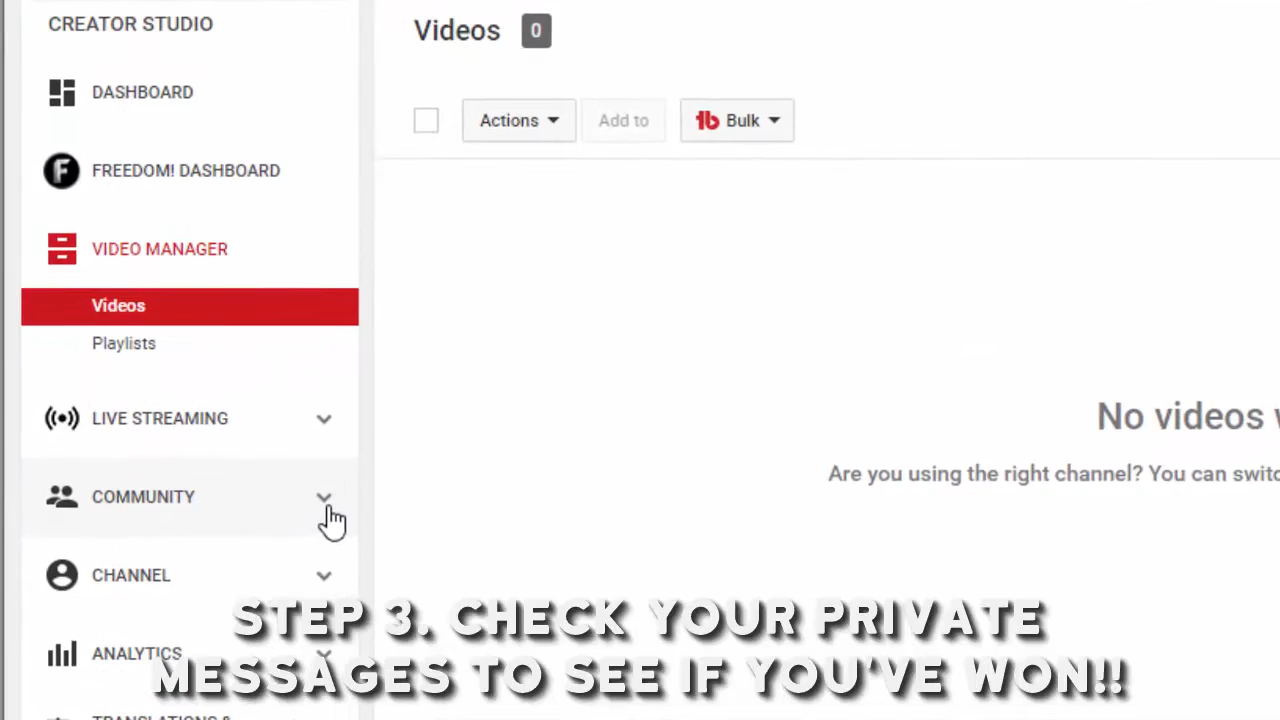 CREATOR STUDIO
Videos 0
DASHBOARD
Actions Add to Bulk
FREEDOM! DASHBOARD
VIDEO MANAGER
Videos
Playlists
No videos
LIVE STREAMING
Are you using the right channel? You can switc
COMMUNITY
CHANNEL
ANALYTICS
STEP 3. CHECK YOUR PRIVATE
MESSAGES TO SEE IF YOU'VE WON!!
TRANSLATIONS &